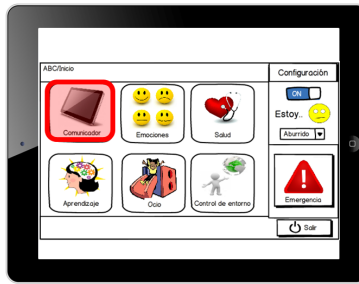 ABC/Inicio
Configuración
ON
Estoy..
Aburrido
Comunicador
Emociones
Salud
Aprendizaje
Ocio
Control de entorno
Emergencia
Salir